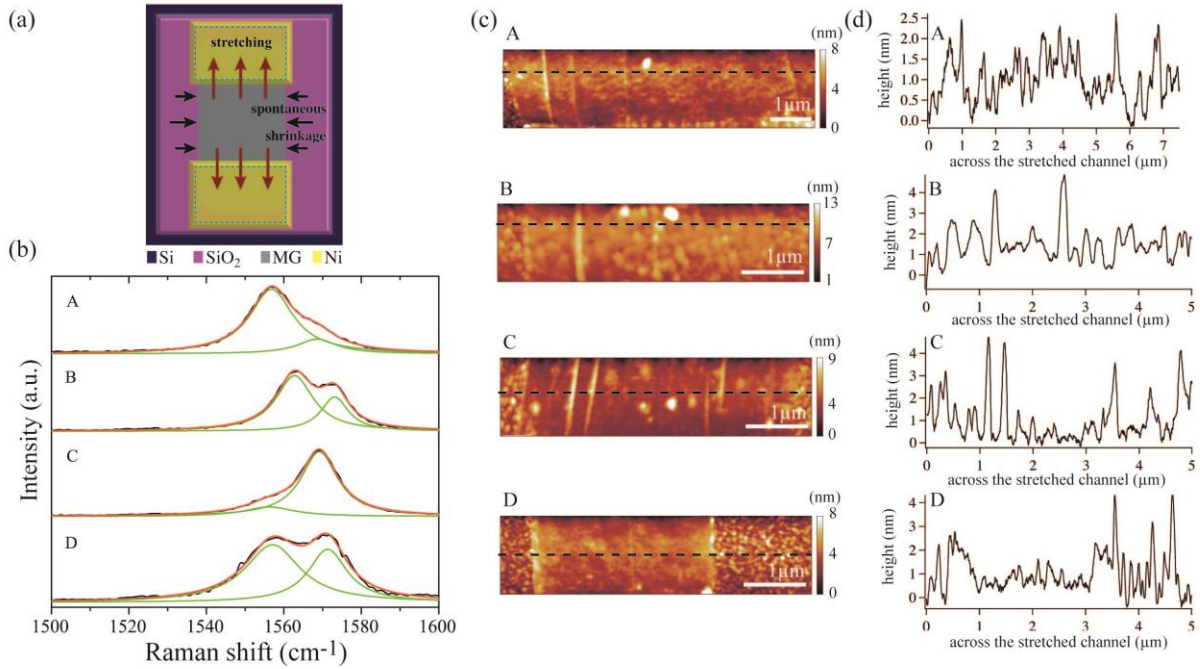 (a)
stretching
spontaneous
shrinkage
Si SiO₂ MG Ni
(b)
A
B
C
D
Intensity (a.u.)
1500 1520 1540 1560 1580 1600
Raman shift (cm-1)
(c)
A
(nm)
8
4
0
1µm
B
(nm)
13
7
1
1µm
C
(nm)
9
4
0
1µm
D
(nm)
8
4
0
1µm
(d)
A
height (nm)
2.5
2.0
1.5
1.0
0.5
0.0
0 1 2 3 4 5 6 7
across the stretched channel (µm)
B
height (nm)
4
3
2
1
0
0 1 2 3 4 5
across the stretched channel (µm)
C
height (nm)
4
3
2
1
0
0 1 2 3 4 5
across the stretched channel (µm)
D
height (nm)
4
3
2
1
0
0 1 2 3 4 5
across the stretched channel (µm)